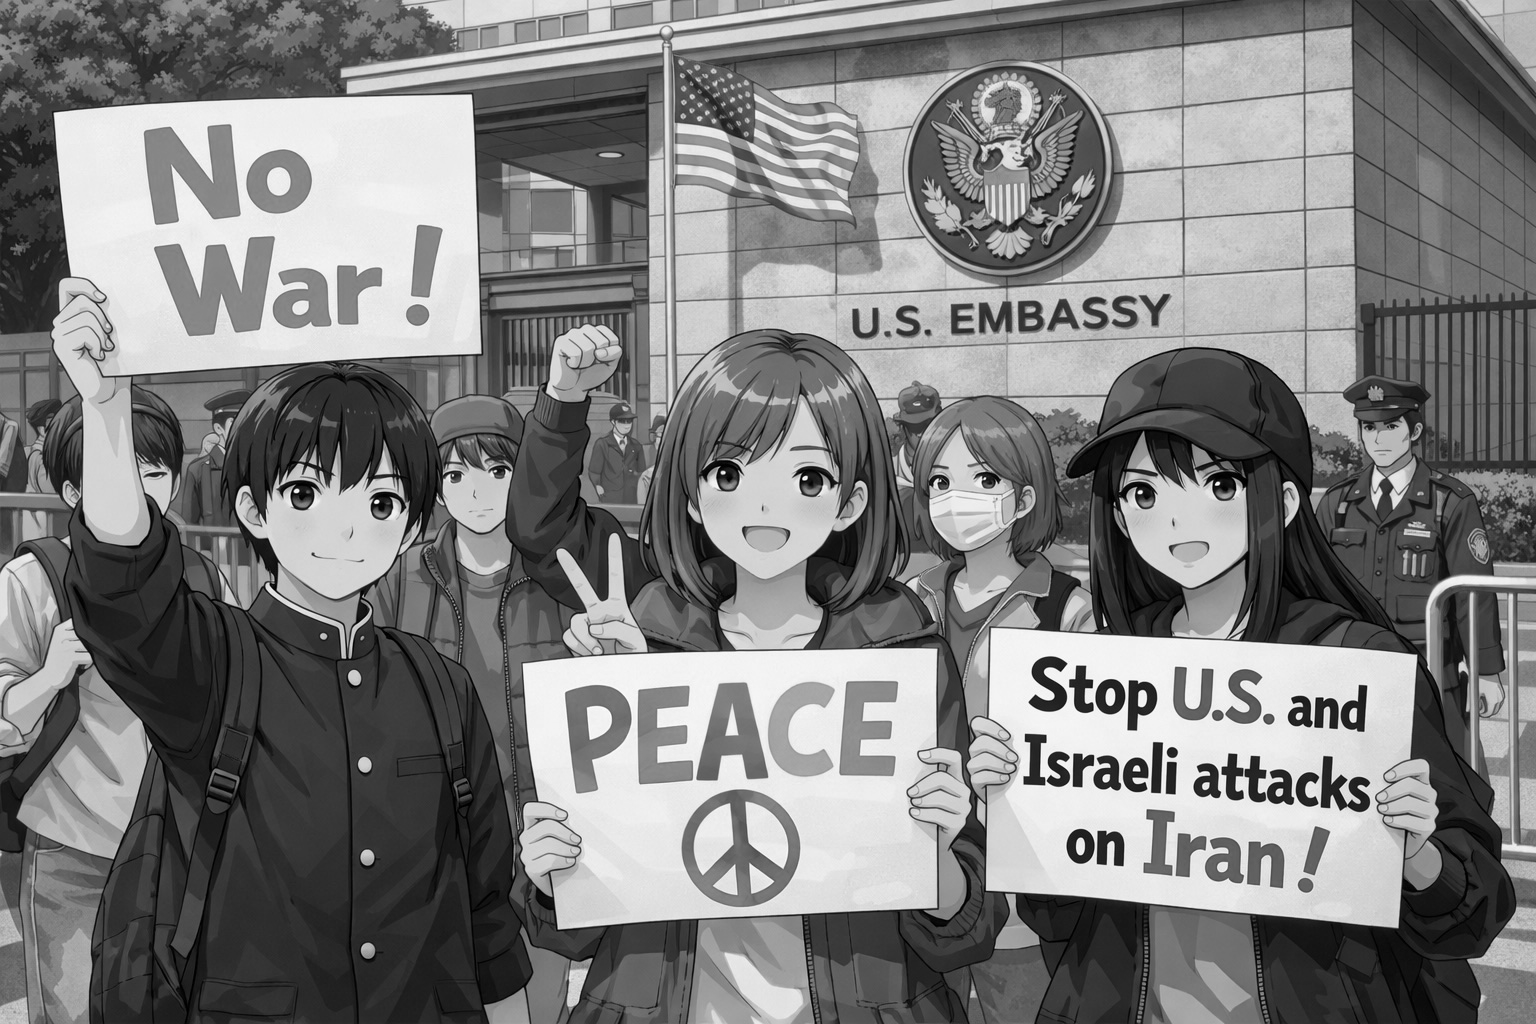 No
War!
U.S. EMBASSY
PEACE
Stop U.S. and
Israeli attacks
on Iran!